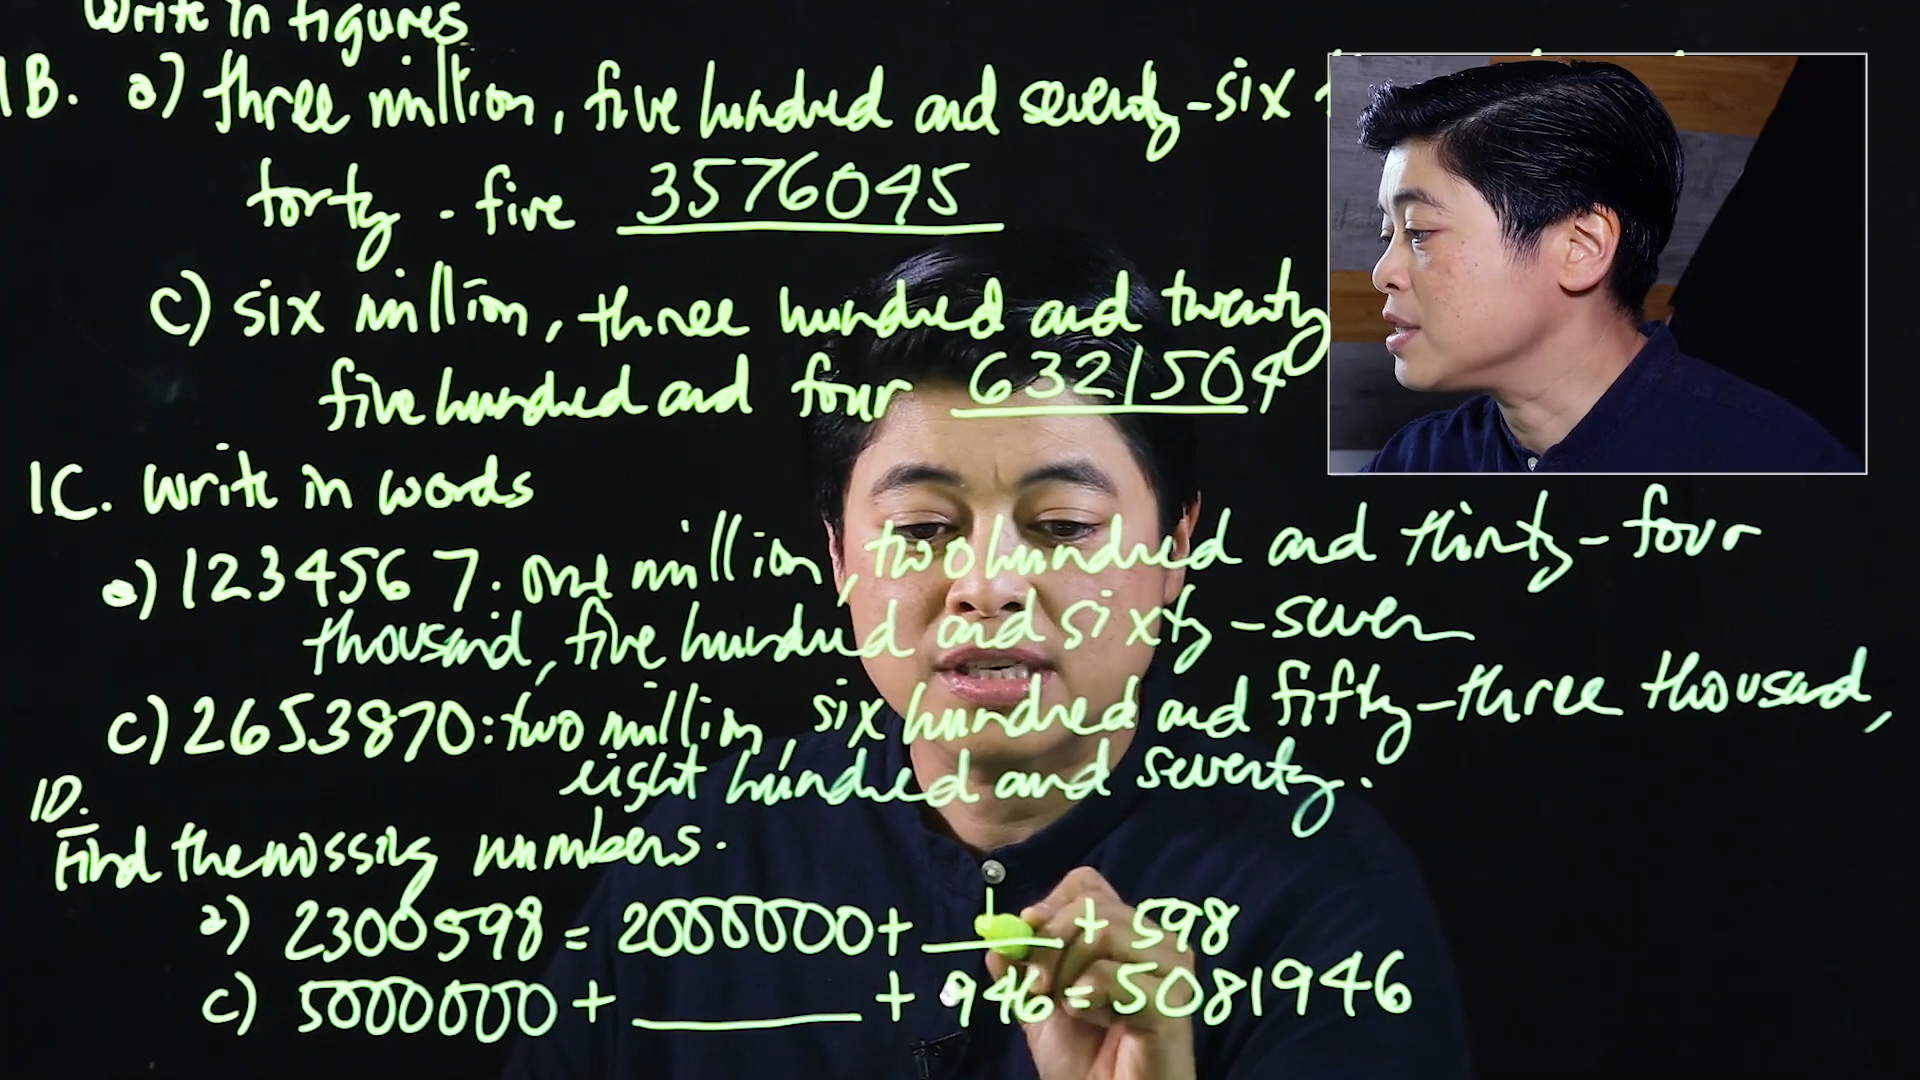 Write in figures
1B. a) three million, five hundred and seventy-six
forty-five 3576045
c) six million, three hundred and twenty
five hundred and four 6321504
1C. Write in words
a) 1234567: one million, two hundred and thirty-four
thousand, five hundred and sixty-seven
c) 2653870: two million, six hundred and fifty-three thousand,
eight hundred and seventy.
1D.
Find the missing numbers.
a) 2300598 = 2000000 + ___ + 598
c) 5000000 + ___ + 946 = 5081946